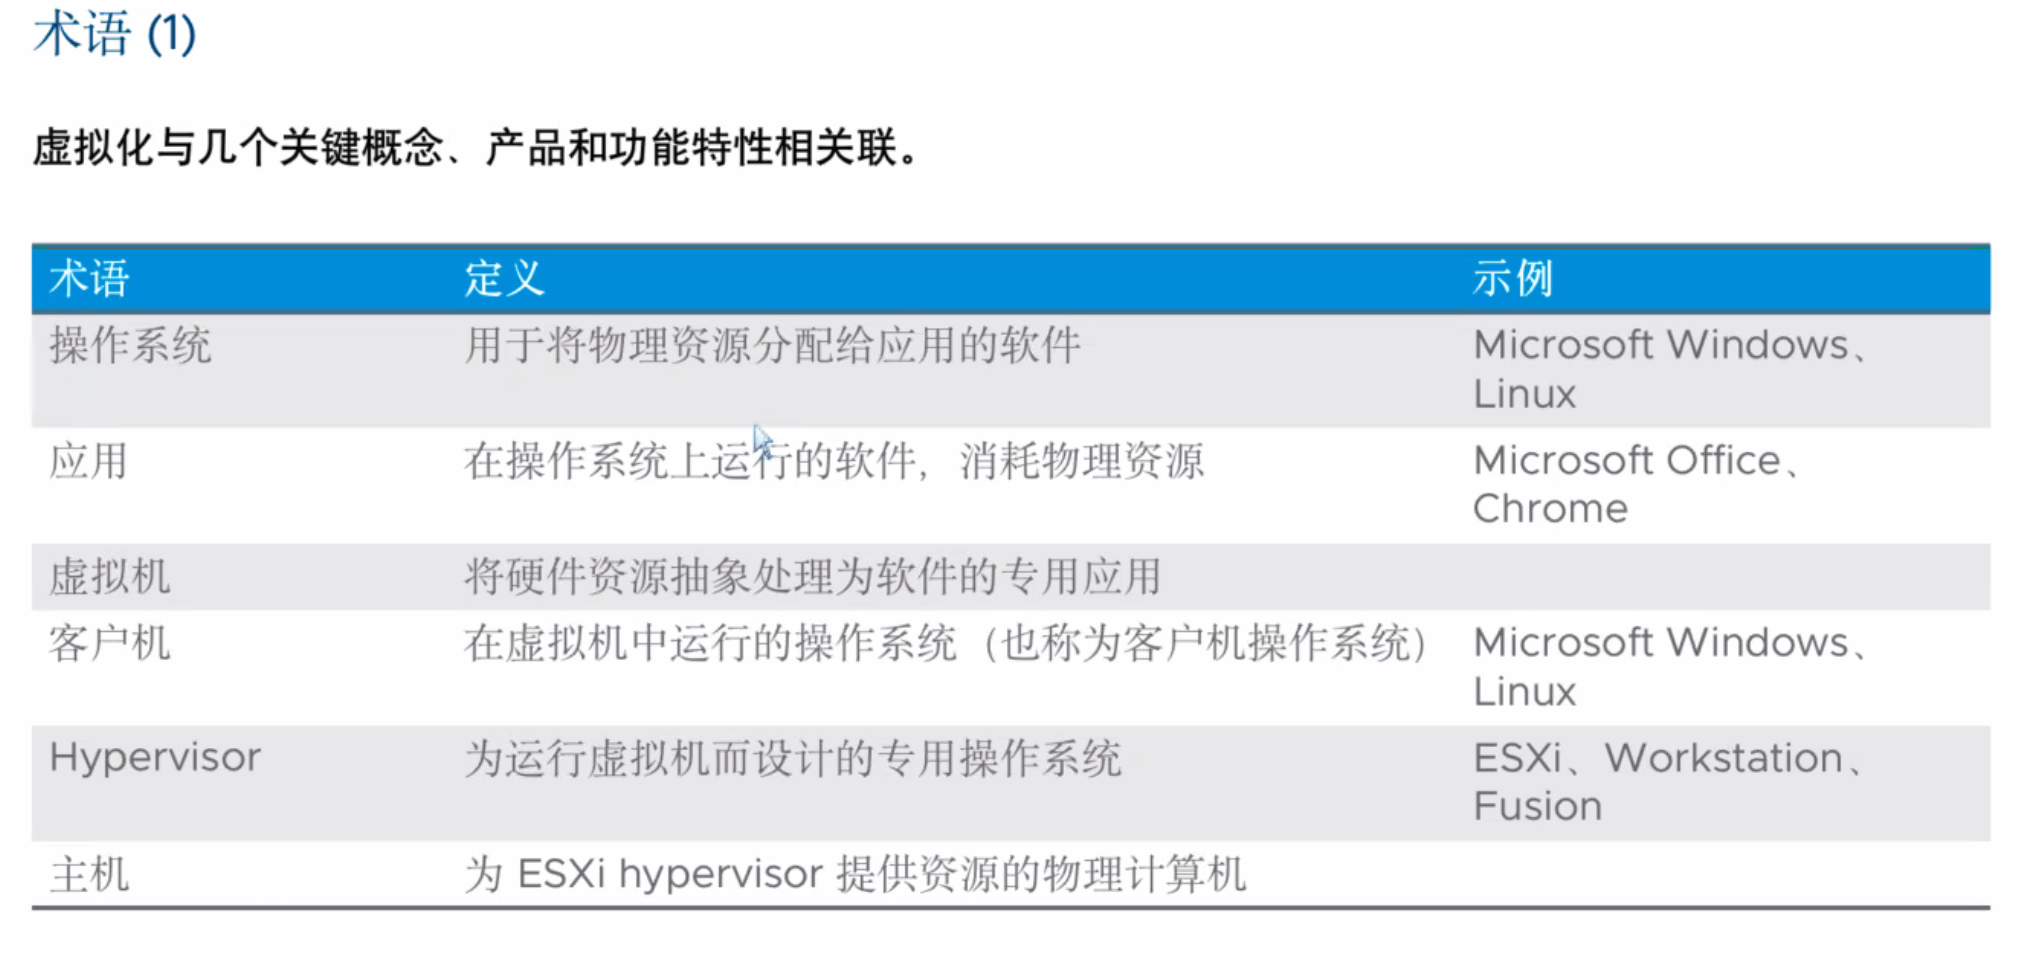 术语 (1)
虚拟化与几个关键概念、产品和功能特性相关联。
术语 定义 示例
操作系统 用于将物理资源分配给应用的软件 Microsoft Windows、
Linux
应用 在操作系统上运行的软件，消耗物理资源 Microsoft Office、
Chrome
虚拟机 将硬件资源抽象处理为软件的专用应用
客户机 在虚拟机中运行的操作系统（也称为客户机操作系统） Microsoft Windows、
Linux
Hypervisor 为运行虚拟机而设计的专用操作系统 ESXi、Workstation、
Fusion
主机 为 ESXi hypervisor 提供资源的物理计算机